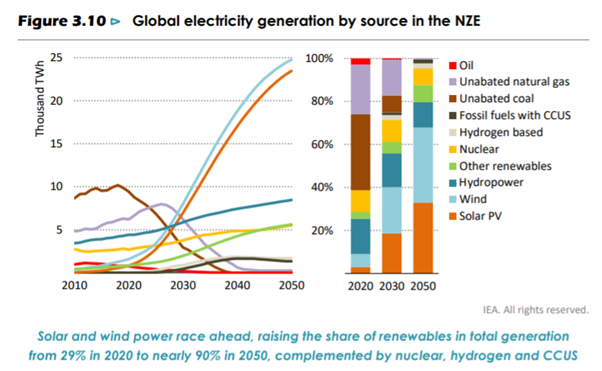 Figure 3.10 ▷ Global electricity generation by source in the NZE
Thousand TWh
25
20
15
10
5
2010 2020 2030 2040 2050
100%
80%
60%
40%
20%
2020 2030 2050
Oil
Unabated natural gas
Unabated coal
Fossil fuels with CCUS
Hydrogen based
Nuclear
Other renewables
Hydropower
Wind
Solar PV
IEA. All rights reserved.
Solar and wind power race ahead, raising the share of renewables in total generation
from 29% in 2020 to nearly 90% in 2050, complemented by nuclear, hydrogen and CCUS